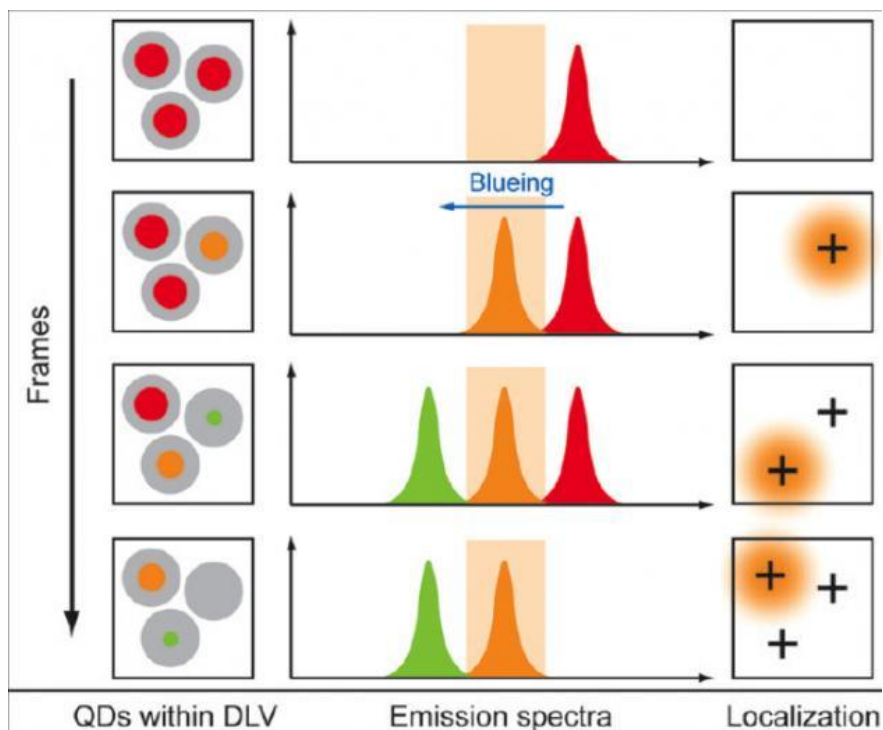 Blueing
Frames
QDs within DLV
Emission spectra
Localization